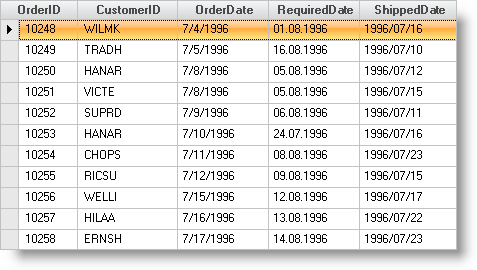 OrderID CustomerID OrderDate RequiredDate ShippedDate
10248 WILMK 7/4/1996 01.08.1996 1996/07/16
10249 TRADH 7/5/1996 16.08.1996 1996/07/10
10250 HANAR 7/8/1996 05.08.1996 1996/07/12
10251 VICTE 7/8/1996 05.08.1996 1996/07/15
10252 SUPRD 7/9/1996 06.08.1996 1996/07/11
10253 HANAR 7/10/1996 24.07.1996 1996/07/16
10254 CHOPS 7/11/1996 08.08.1996 1996/07/23
10255 RICSU 7/12/1996 09.08.1996 1996/07/15
10256 WELLI 7/15/1996 12.08.1996 1996/07/17
10257 HILAA 7/16/1996 13.08.1996 1996/07/22
10258 ERNSH 7/17/1996 14.08.1996 1996/07/23